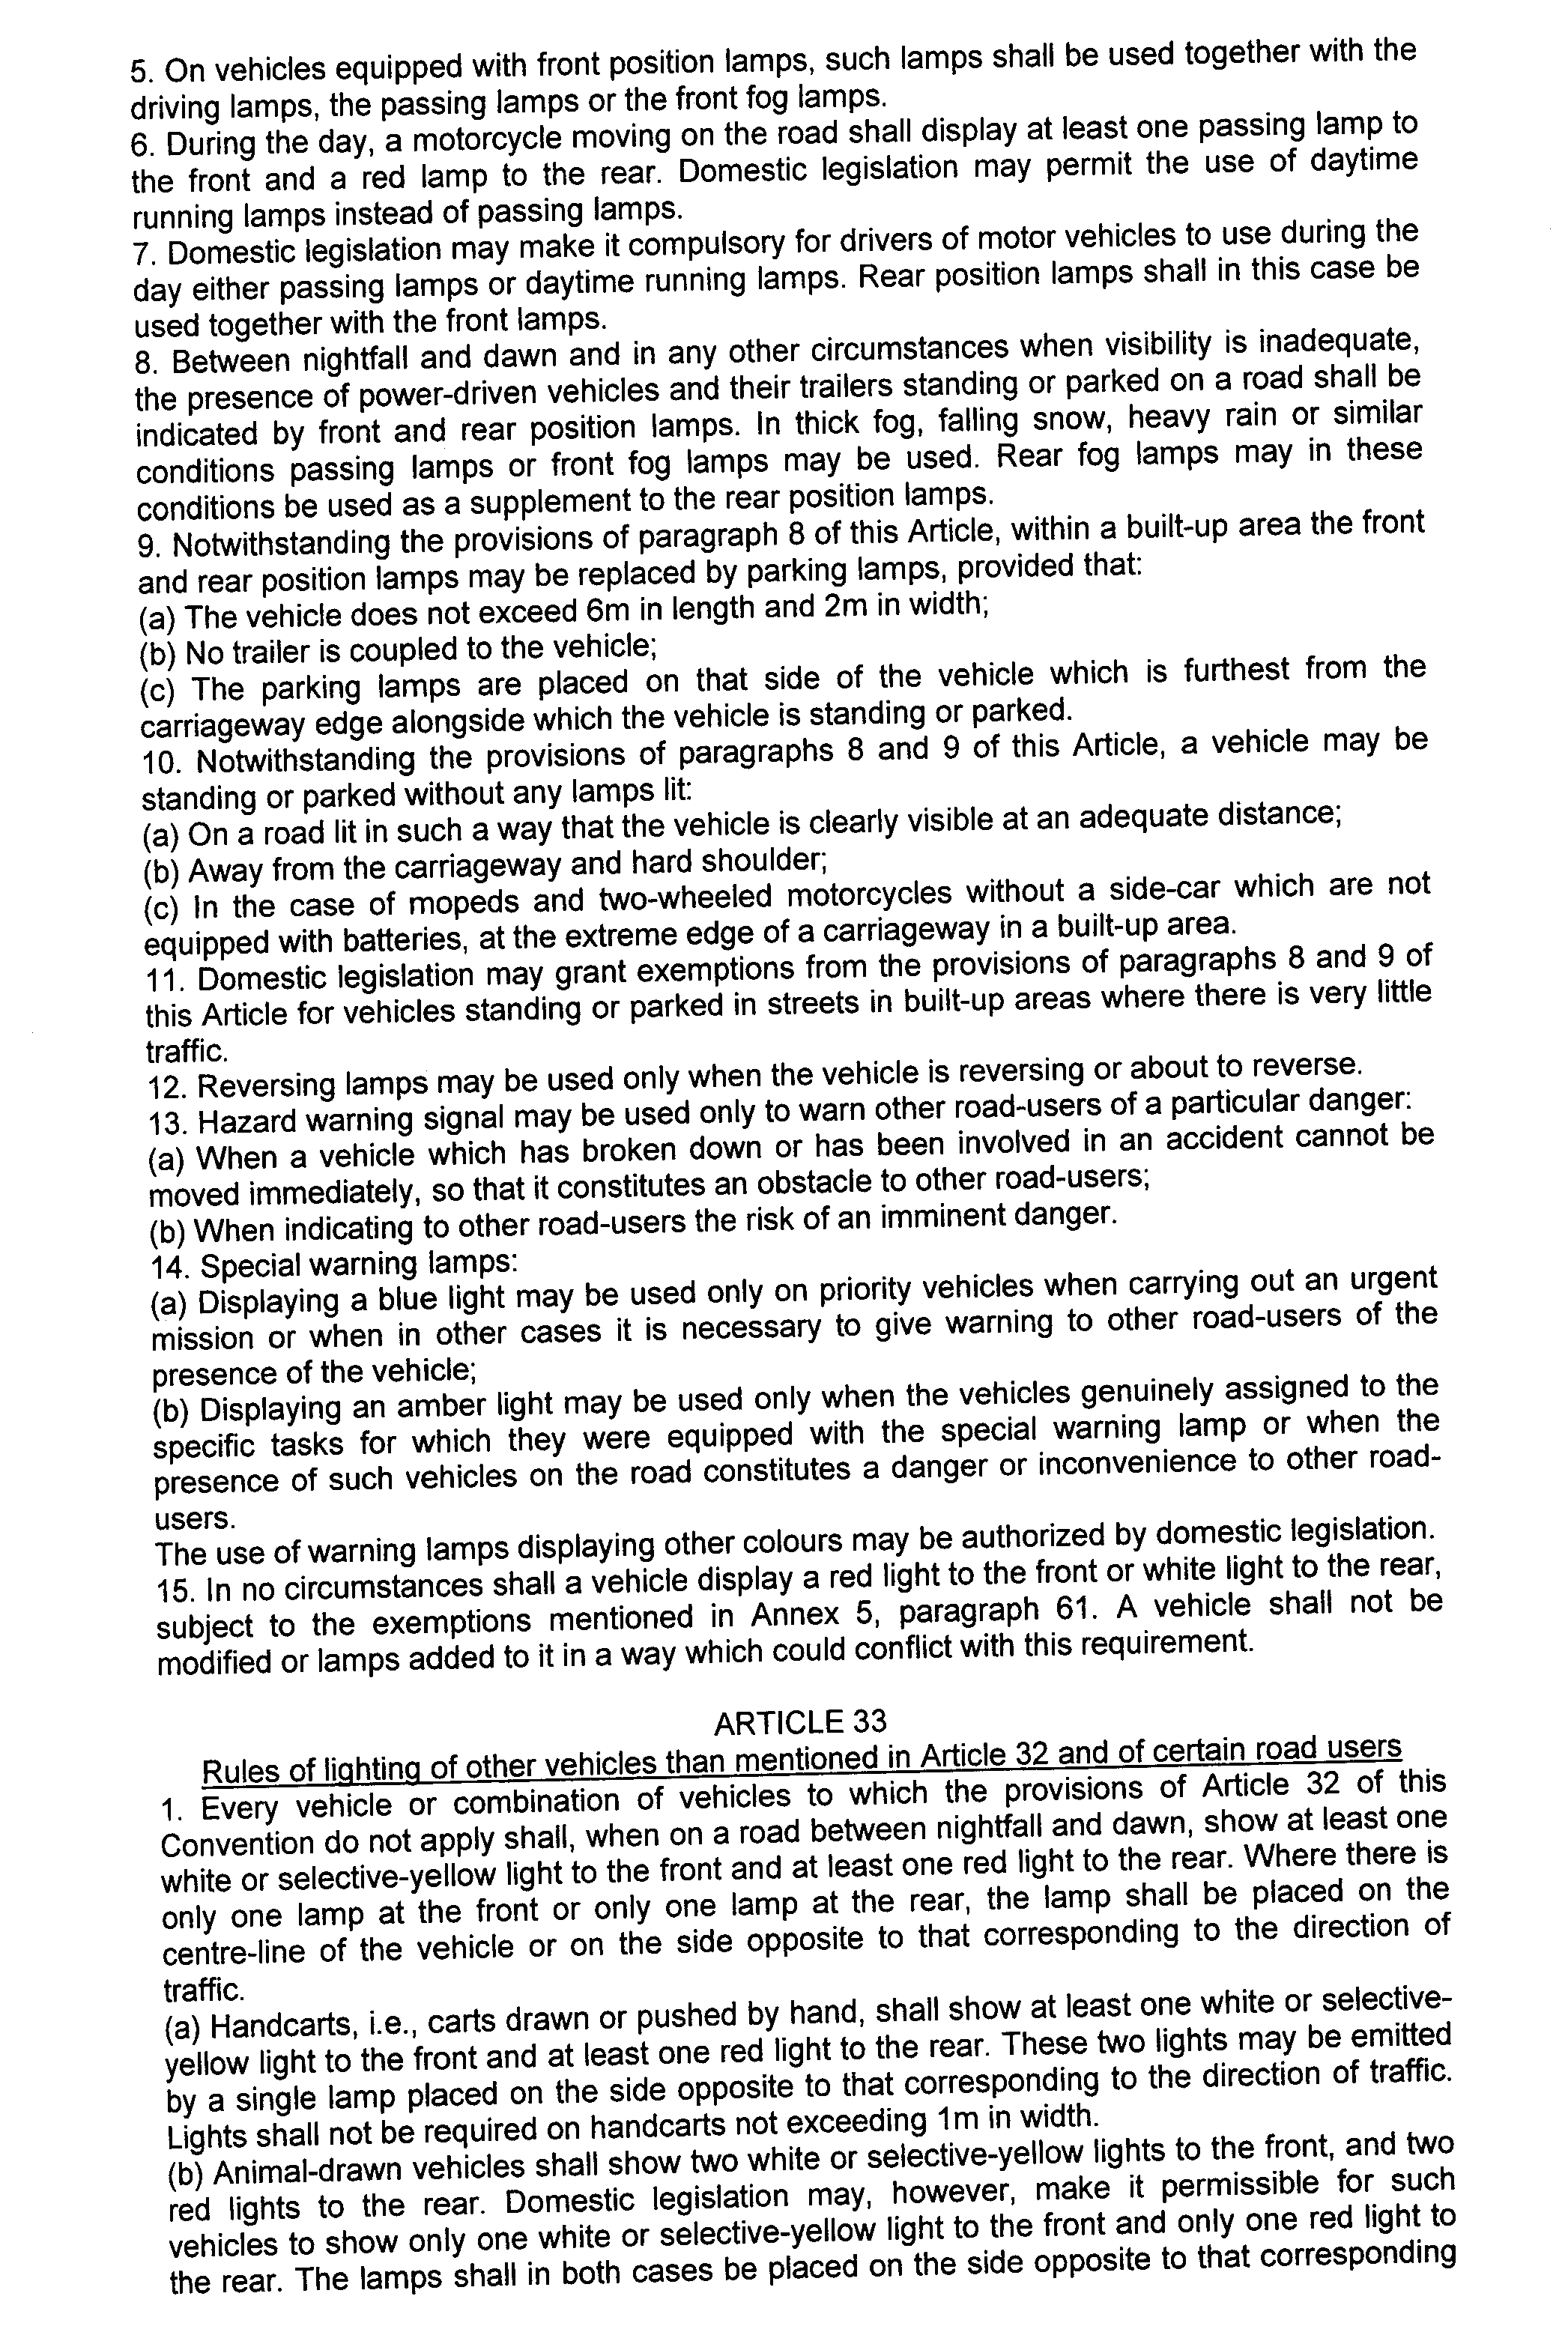 5. On vehicles equipped with front position lamps, such lamps shall be used together with the
driving lamps, the passing lamps or the front fog lamps.
6. During the day, a motorcycle moving on the road shall display at least one passing lamp to
the front and a red lamp to the rear. Domestic legislation may permit the use of daytime
running lamps instead of passing lamps.
7. Domestic legislation may make it compulsory for drivers of motor vehicles to use during the
day either passing lamps or daytime running lamps. Rear position lamps shall in this case be
used together with the front lamps.
8. Between nightfall and dawn and in any other circumstances when visibility is inadequate,
the presence of power-driven vehicles and their trailers standing or parked on a road shall be
indicated by front and rear position lamps. In thick fog, falling snow, heavy rain or similar
conditions passing lamps or front fog lamps may be used. Rear fog lamps may in these
conditions be used as a supplement to the rear position lamps.
9. Notwithstanding the provisions of paragraph 8 of this Article, within a built-up area the front
and rear position lamps may be replaced by parking lamps, provided that:
(a) The vehicle does not exceed 6m in length and 2m in width;
(b) No trailer is coupled to the vehicle;
(c) The parking lamps are placed on that side of the vehicle which is furthest from the
carriageway edge alongside which the vehicle is standing or parked.
10. Notwithstanding the provisions of paragraphs 8 and 9 of this Article, a vehicle may be
standing or parked without any lamps lit:
(a) On a road lit in such a way that the vehicle is clearly visible at an adequate distance;
(b) Away from the carriageway and hard shoulder;
(c) In the case of mopeds and two-wheeled motorcycles without a side-car which are not
equipped with batteries, at the extreme edge of a carriageway in a built-up area.
11. Domestic legislation may grant exemptions from the provisions of paragraphs 8 and 9 of
this Article for vehicles standing or parked in streets in built-up areas where there is very little
traffic.
12. Reversing lamps may be used only when the vehicle is reversing or about to reverse.
13. Hazard warning signal may be used only to warn other road-users of a particular danger:
(a) When a vehicle which has broken down or has been involved in an accident cannot be
moved immediately, so that it constitutes an obstacle to other road-users;
(b) When indicating to other road-users the risk of an imminent danger.
14. Special warning lamps:
(a) Displaying a blue light may be used only on priority vehicles when carrying out an urgent
mission or when in other cases it is necessary to give warning to other road-users of the
presence of the vehicle;
(b) Displaying an amber light may be used only when the vehicles genuinely assigned to the
specific tasks for which they were equipped with the special warning lamp or when the
presence of such vehicles on the road constitutes a danger or inconvenience to other road-
users.
The use of warning lamps displaying other colours may be authorized by domestic legislation.
15. In no circumstances shall a vehicle display a red light to the front or white light to the rear,
subject to the exemptions mentioned in Annex 5, paragraph 61. A vehicle shall not be
modified or lamps added to it in a way which could conflict with this requirement.
ARTICLE 33
Rules of lighting of other vehicles than mentioned in Article 32 and of certain road users
1. Every vehicle or combination of vehicles to which the provisions of Article 32 of this
Convention do not apply shall, when on a road between nightfall and dawn, show at least one
white or selective-yellow light to the front and at least one red light to the rear. Where there is
only one lamp at the front or only one lamp at the rear, the lamp shall be placed on the
centre-line of the vehicle or on the side opposite to that corresponding to the direction of
traffic.
(a) Handcarts, i.e., carts drawn or pushed by hand, shall show at least one white or selective-
yellow light to the front and at least one red light to the rear. These two lights may be emitted
by a single lamp placed on the side opposite to that corresponding to the direction of traffic.
Lights shall not be required on handcarts not exceeding 1m in width.
(b) Animal-drawn vehicles shall show two white or selective-yellow lights to the front, and two
red lights to the rear. Domestic legislation may, however, make it permissible for such
vehicles to show only one white or selective-yellow light to the front and only one red light to
the rear. The lamps shall in both cases be placed on the side opposite to that corresponding